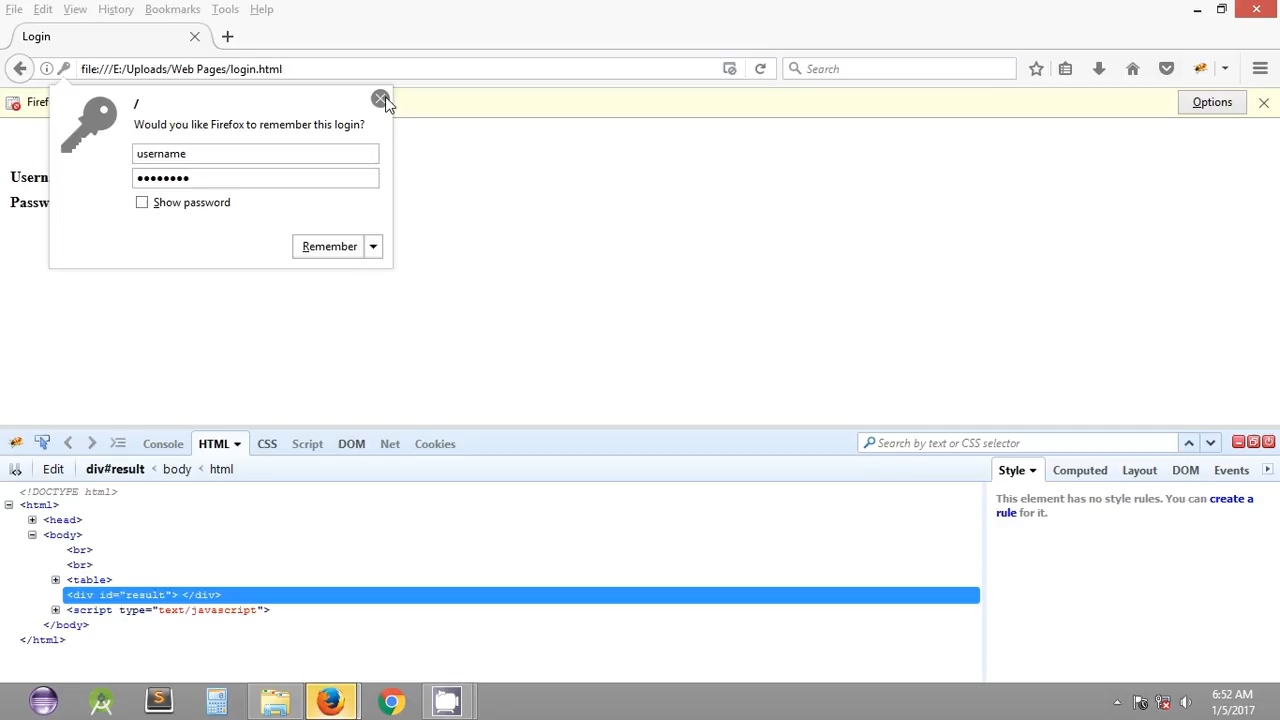 File Edit View History Bookmarks Tools Help
Login
file:///E:/Uploads/Web Pages/login.html
Search
Firef
Options
/
Would you like Firefox to remember this login?
username
••••••••
Show password
Remember
Usern
Passw
Console HTML CSS Script DOM Net Cookies
Search by text or CSS selector
Edit div#result < body < html
Style Computed Layout DOM Events
<!DOCTYPE html>
<html>
<head>
<body>
<br>
<br>
<table>
<div id="result"> </div>
<script type="text/javascript">
</body>
</html>
This element has no style rules. You can create a
rule for it.
6:52 AM
1/5/2017